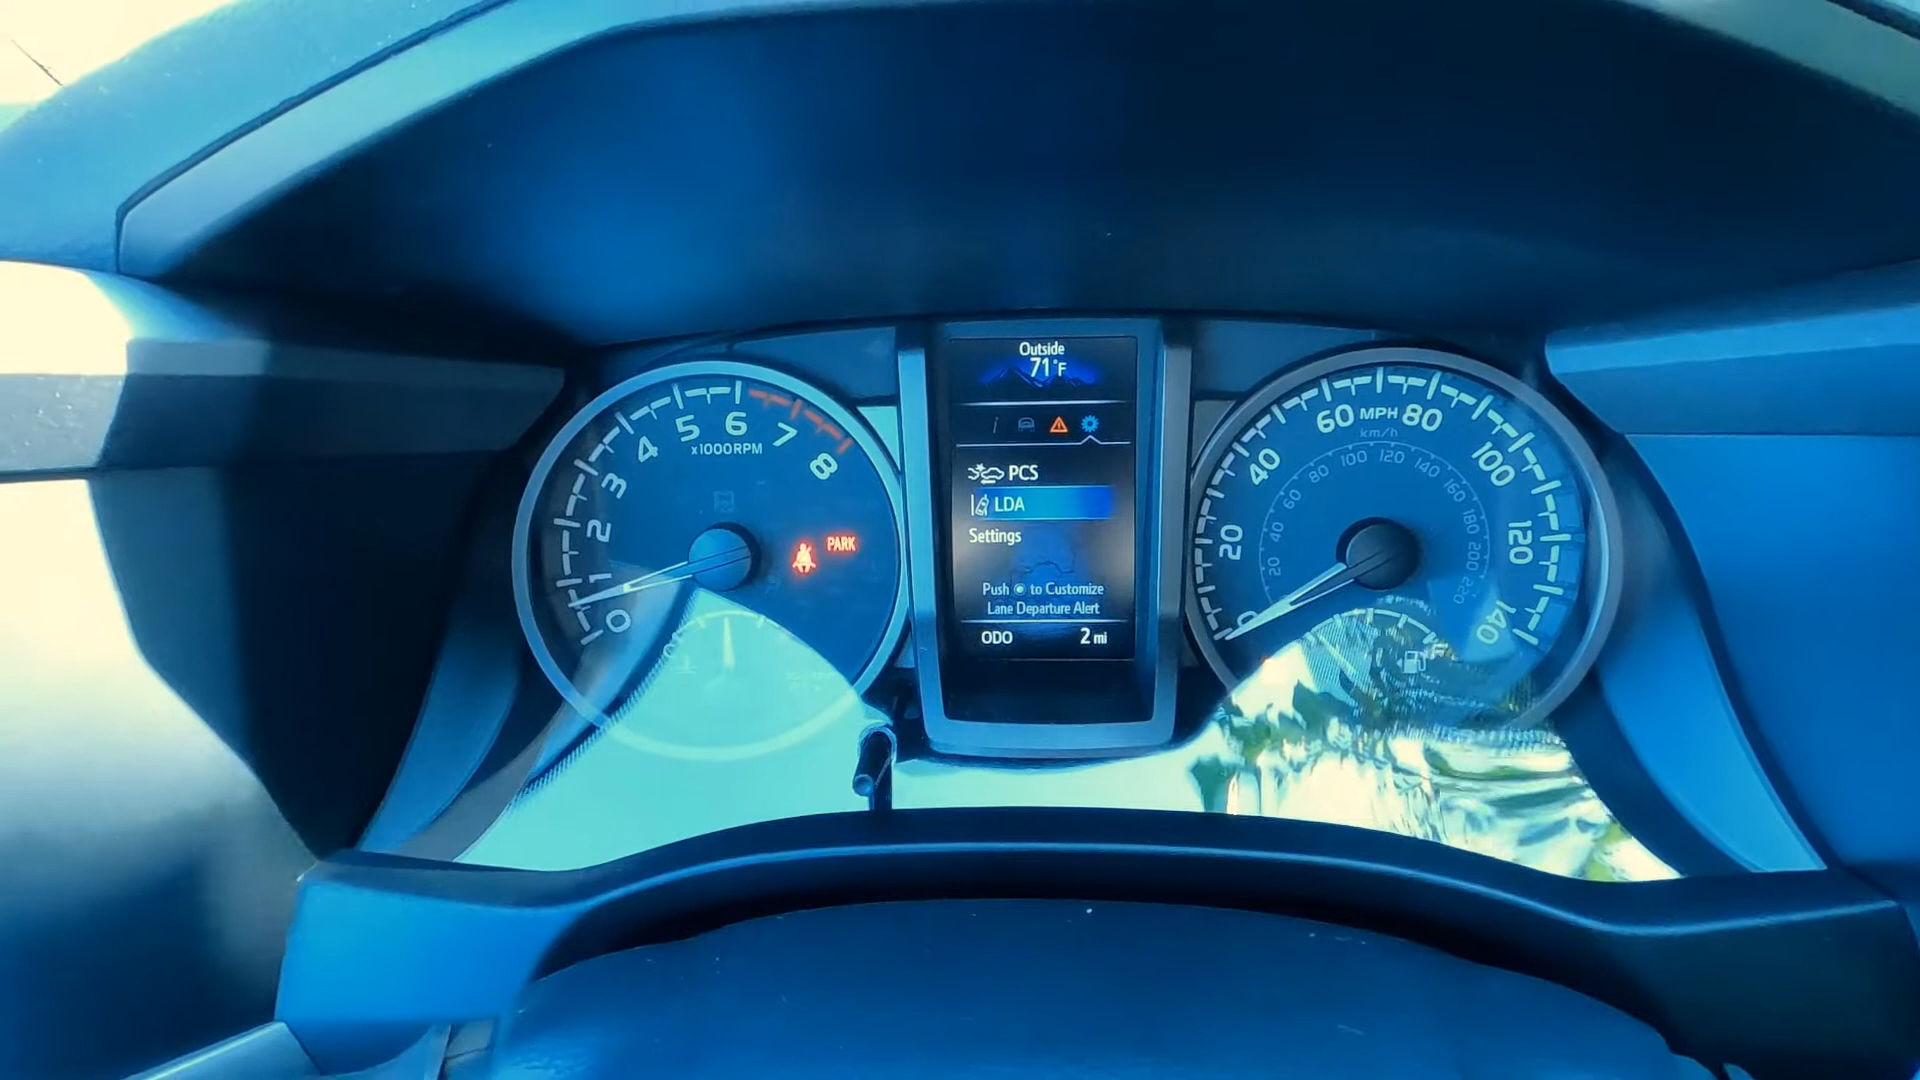 Outside
71°F
i
PCS
LDA
Settings
Push to Customize
Lane Departure Alert
ODO 2 mi
0
1
2
3
4
5
6
7
8
x1000RPM
PARK
0
20
40
60
MPH
80
100
120
140
km/h
20
40
60
80
100
120
140
160
180
200
220